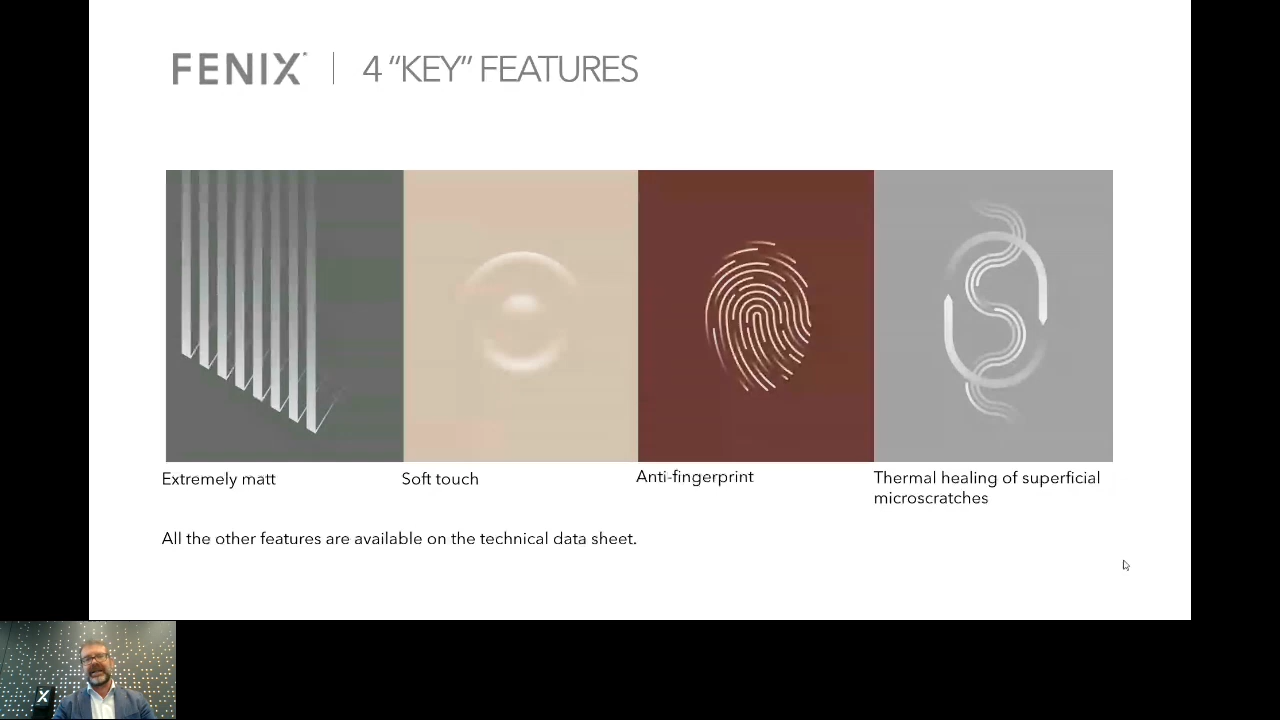 FENIX
4 “KEY” FEATURES
Extremely matt
Soft touch
Anti-fingerprint
Thermal healing of superficial
microscratches
All the other features are available on the technical data sheet.
X